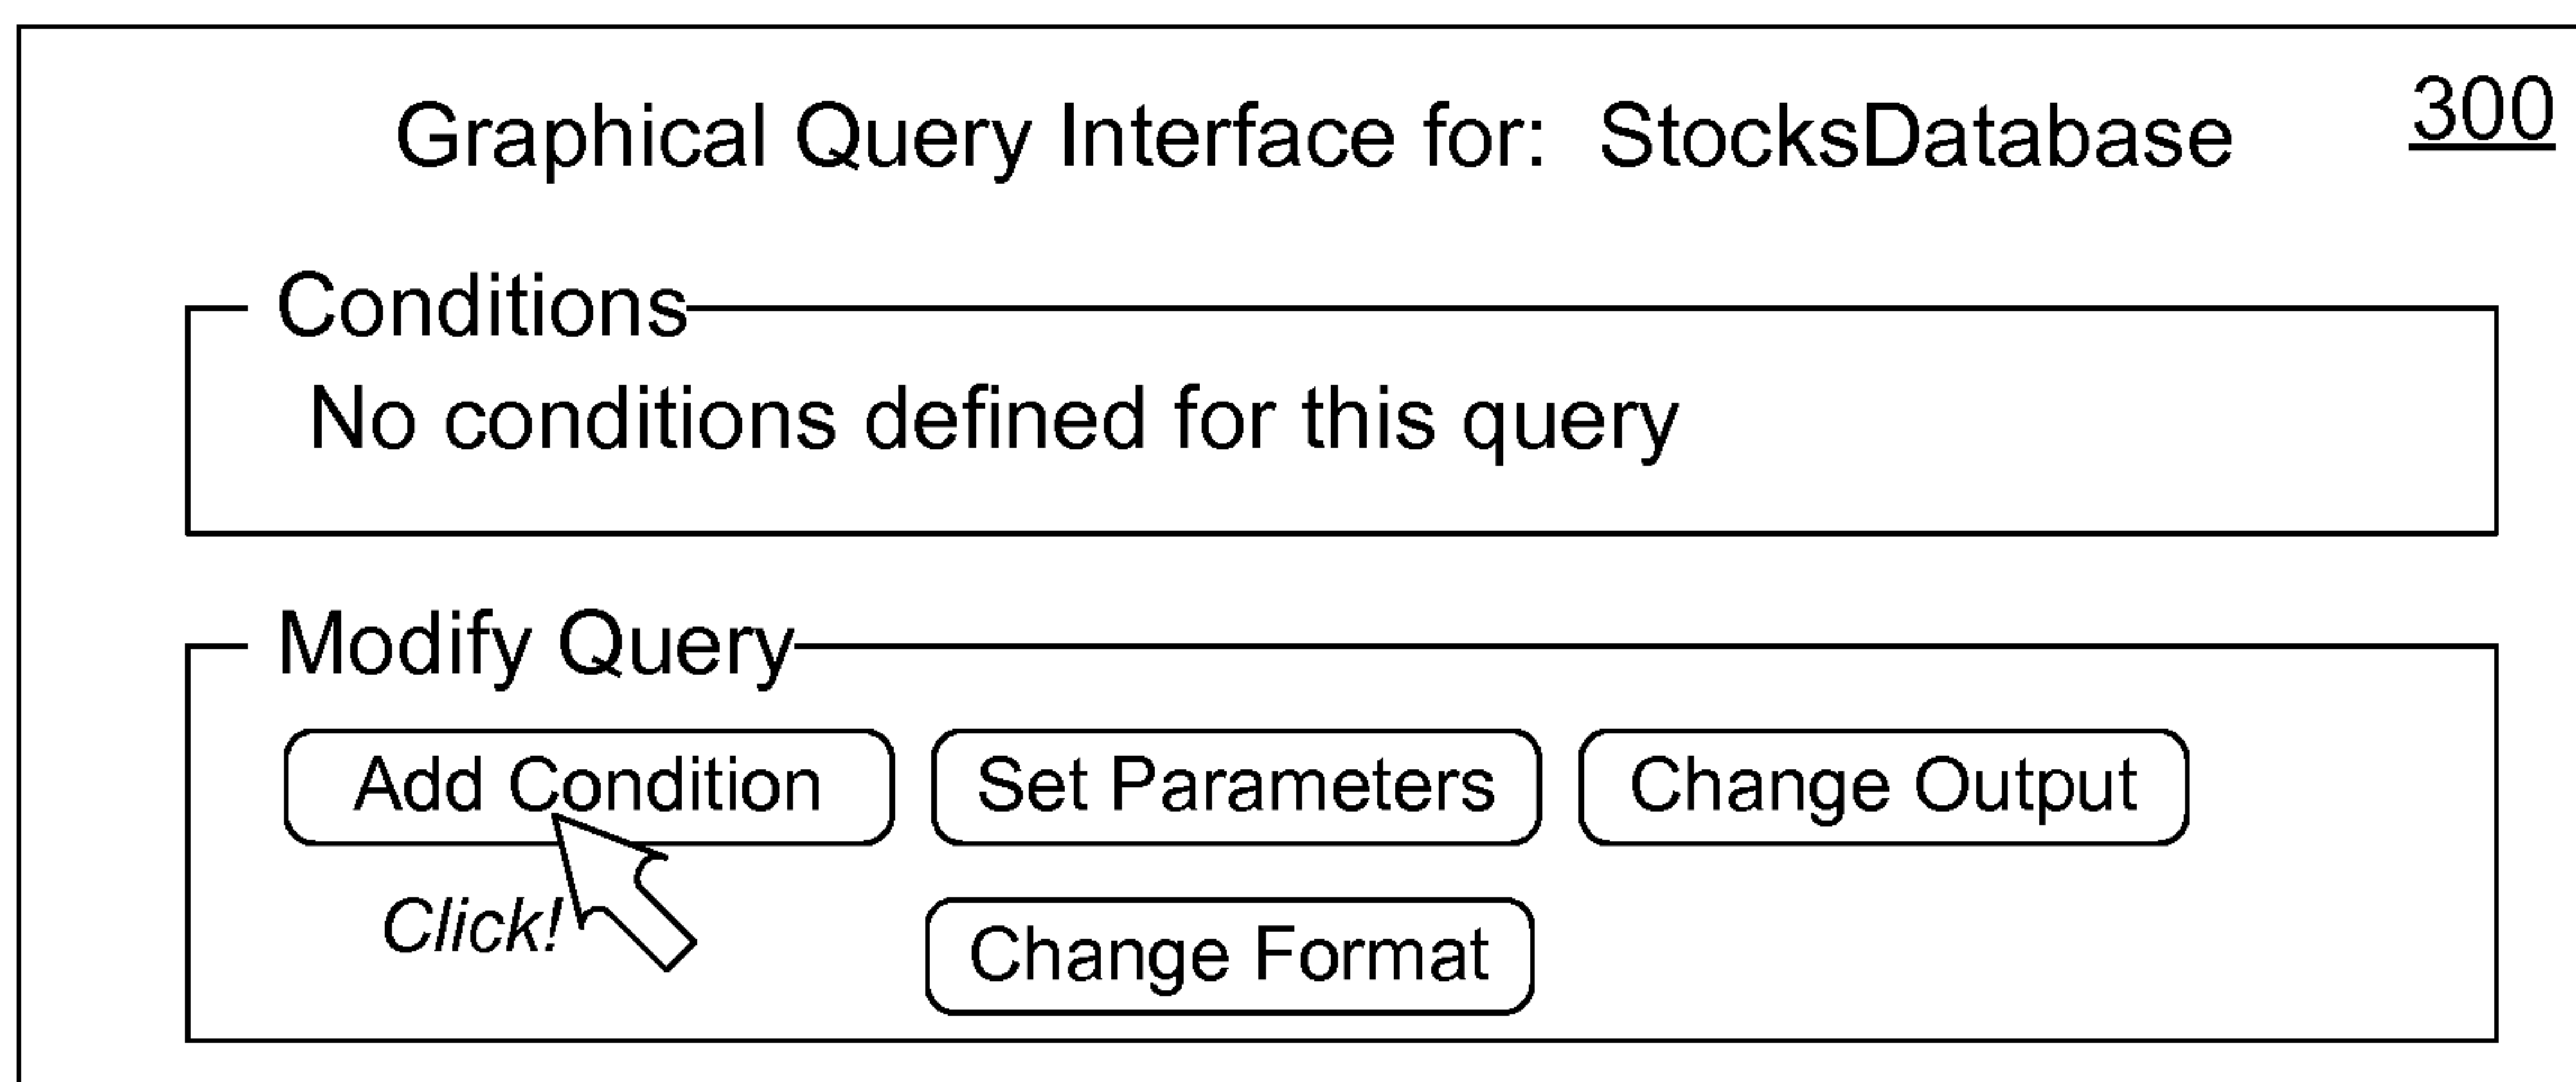 Graphical Query Interface for: StocksDatabase 300
Conditions
No conditions defined for this query
Modify Query
Add Condition Set Parameters Change Output
Click! Change Format